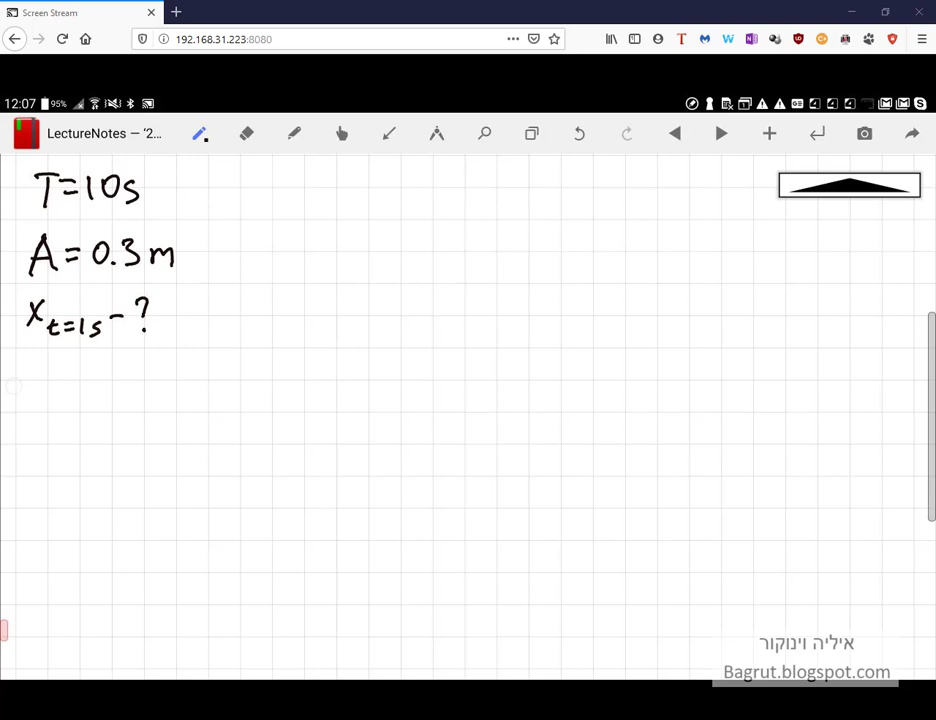 Screen Stream
192.168.31.223:8080
12:07 95%
LectureNotes — ‘2...
T=10s
A=0.3m
x t=1s - ?
איליה וינוקור
Bagrut.blogspot.com